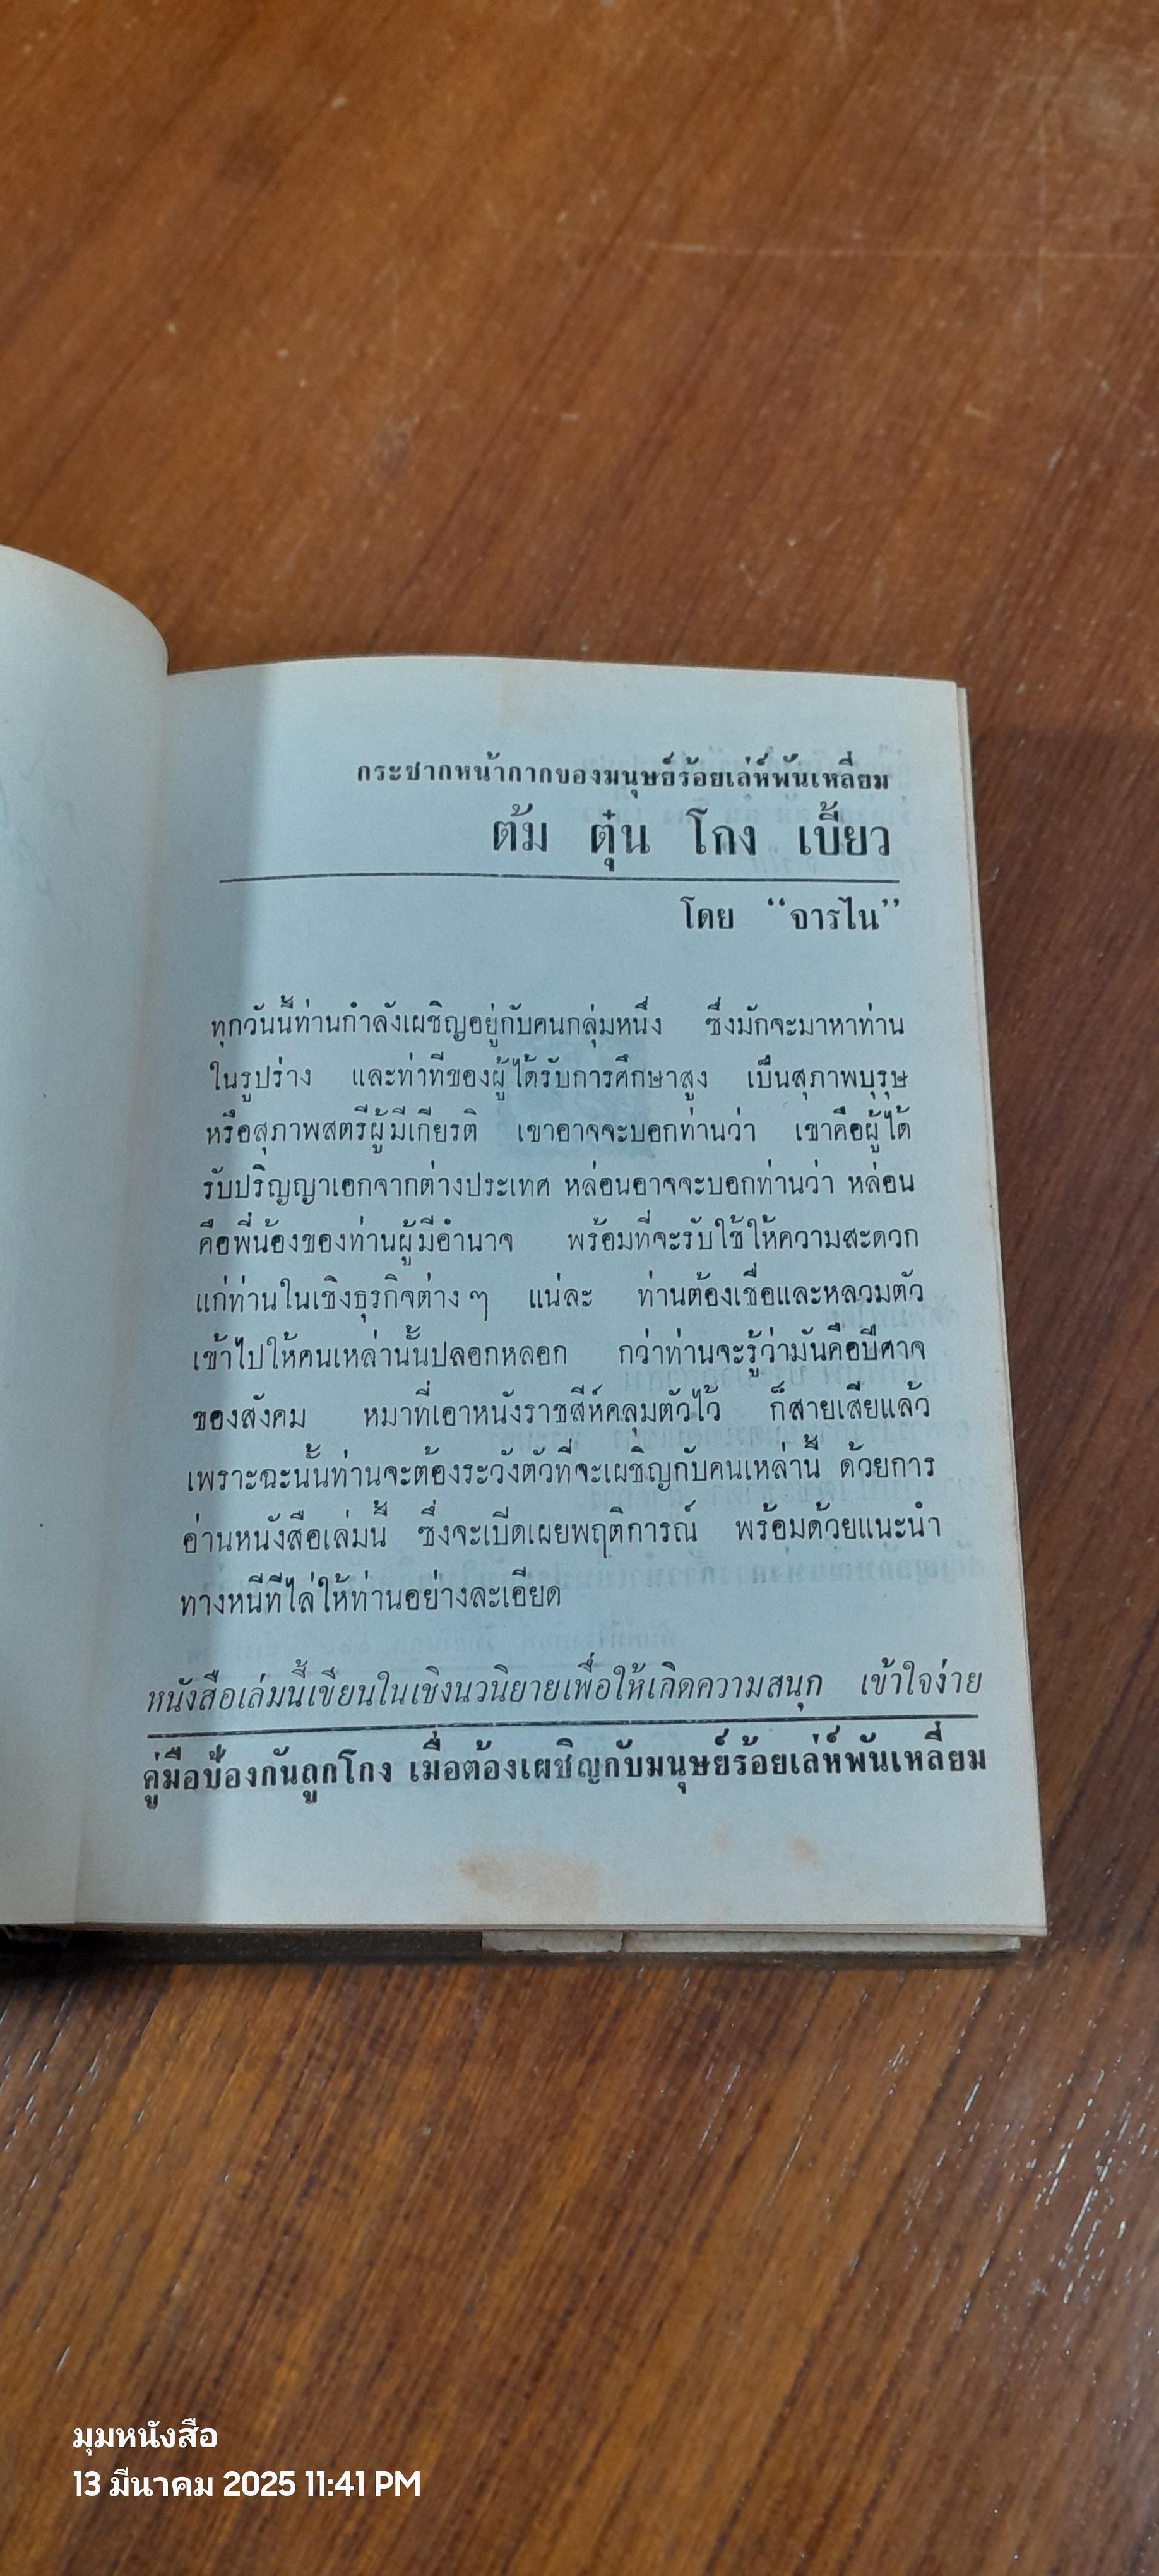 กระชากหน้ากากของมนุษย์ร้อยเล่ห์พันเหลี่ยม
ต้ม ตุ๋น โกง เบี้ยว
โดย “จารไน”
ทุกวันนี้ท่านกำลังเผชิญอยู่กับคนกลุ่มหนึ่ง ซึ่งมักจะมาหาท่าน
ในรูปร่าง และท่าทีของผู้ได้รับการศึกษาสูง เป็นสุภาพบุรุษ
หรือสุภาพสตรีผู้มีเกียรติ เขาอาจจะบอกท่านว่า เขาคือผู้ได้
รับปริญญาเอกจากต่างประเทศ หล่อนอาจจะบอกท่านว่า หล่อน
คือพี่น้องของท่านผู้มีอำนาจ พร้อมที่จะรับใช้ให้ความสะดวก
แก่ท่านในเชิงธุรกิจต่าง ๆ แน่ละ ท่านต้องเชื่อและหลวมตัว
เข้าไปให้คนเหล่านั้นปลอกหลอก กว่าท่านจะรู้ว่ามันคือปีศาจ
ของสังคม หมาที่เอาหนังราชสีห์คลุมตัวไว้ ก็สายเสียแล้ว
เพราะฉะนั้นท่านจะต้องระวังตัวที่จะเผชิญกับคนเหล่านี้ ด้วยการ
อ่านหนังสือเล่มนี้ ซึ่งจะเปิดเผยพฤติการณ์ พร้อมด้วยแนะนำ
ทางหนีทีไล่ให้ท่านอย่างละเอียด
หนังสือเล่มนี้เขียนในเชิงนวนิยายเพื่อให้เกิดความสนุก เข้าใจง่าย
คู่มือป้องกันถูกโกง เมื่อต้องเผชิญกับมนุษย์ร้อยเล่ห์พันเหลี่ยม
มุมหนังสือ
13 มีนาคม 2025 11:41 PM